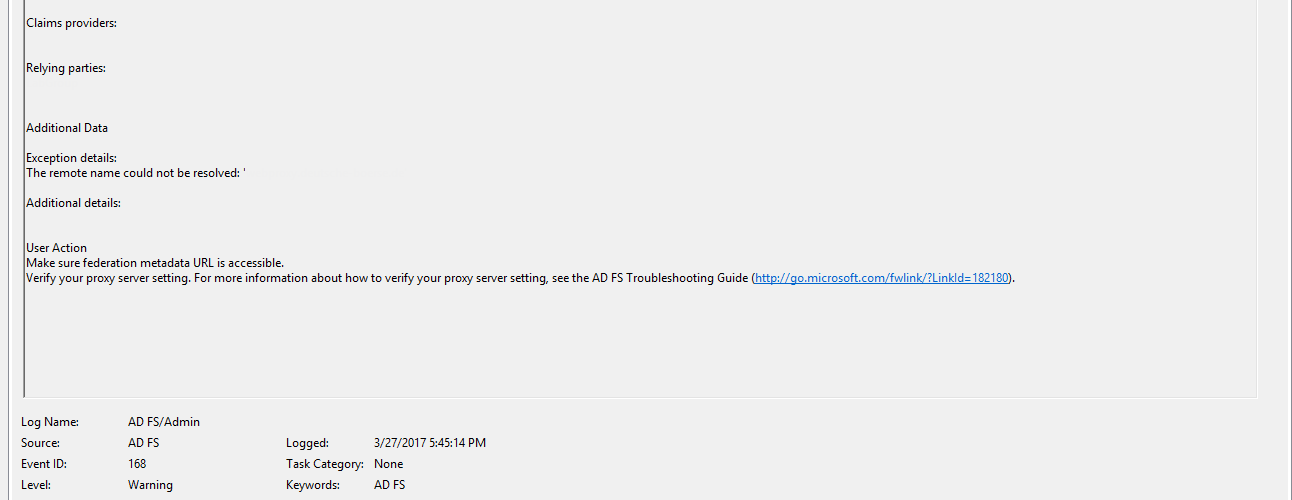 Claims providers:
Relying parties:
Additional Data
Exception details:
The remote name could not be resolved: '
Additional details:
User Action
Make sure federation metadata URL is accessible.
Verify your proxy server setting. For more information about how to verify your proxy server setting, see the AD FS Troubleshooting Guide (http://go.microsoft.com/fwlink/?LinkId=182180).
Log Name: AD FS/Admin
Source: AD FS Logged: 3/27/2017 5:45:14 PM
Event ID: 168 Task Category: None
Level: Warning Keywords: AD FS